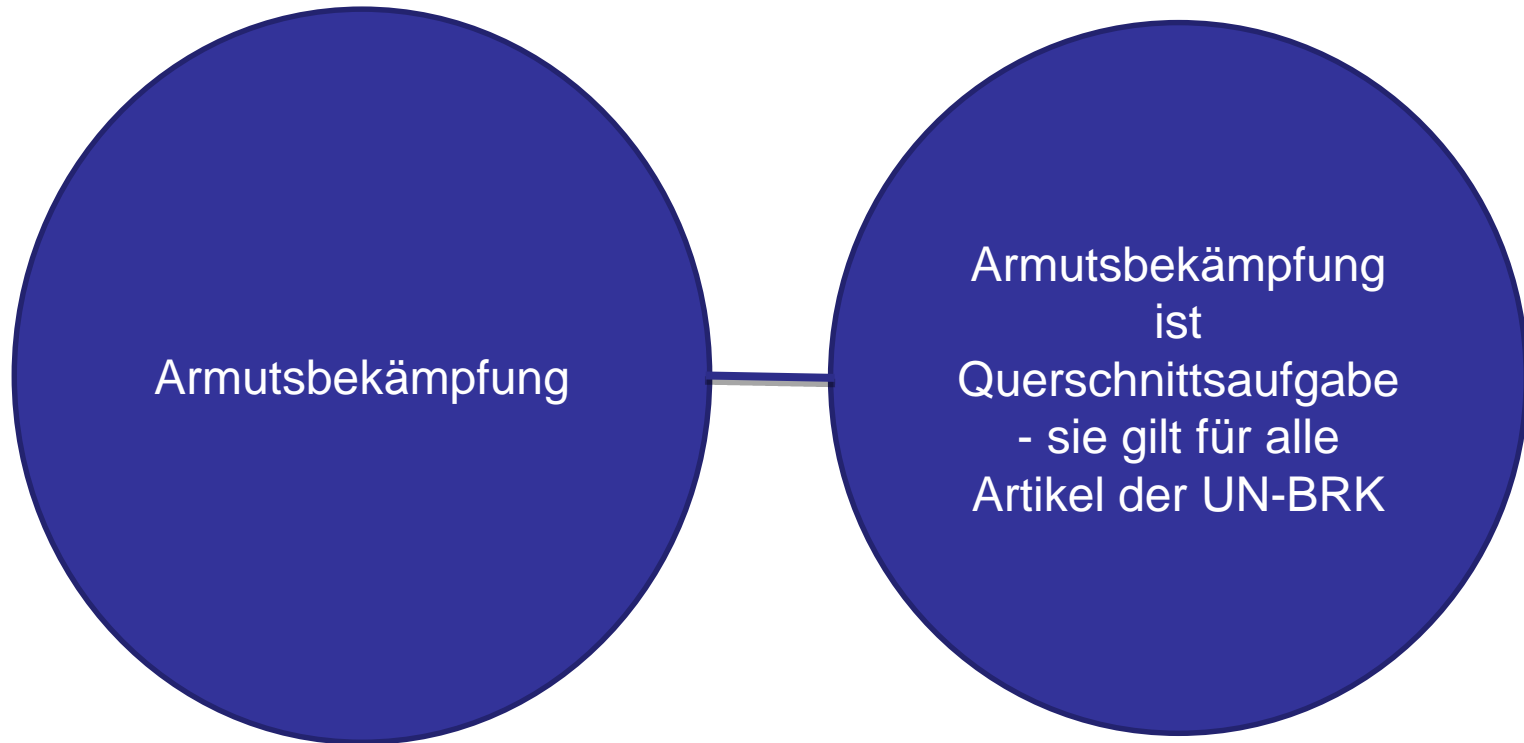 Armutsbekämpfung
Armutsbekämpfung
ist
Querschnittsaufgabe
- sie gilt für alle
Artikel der UN-BRK